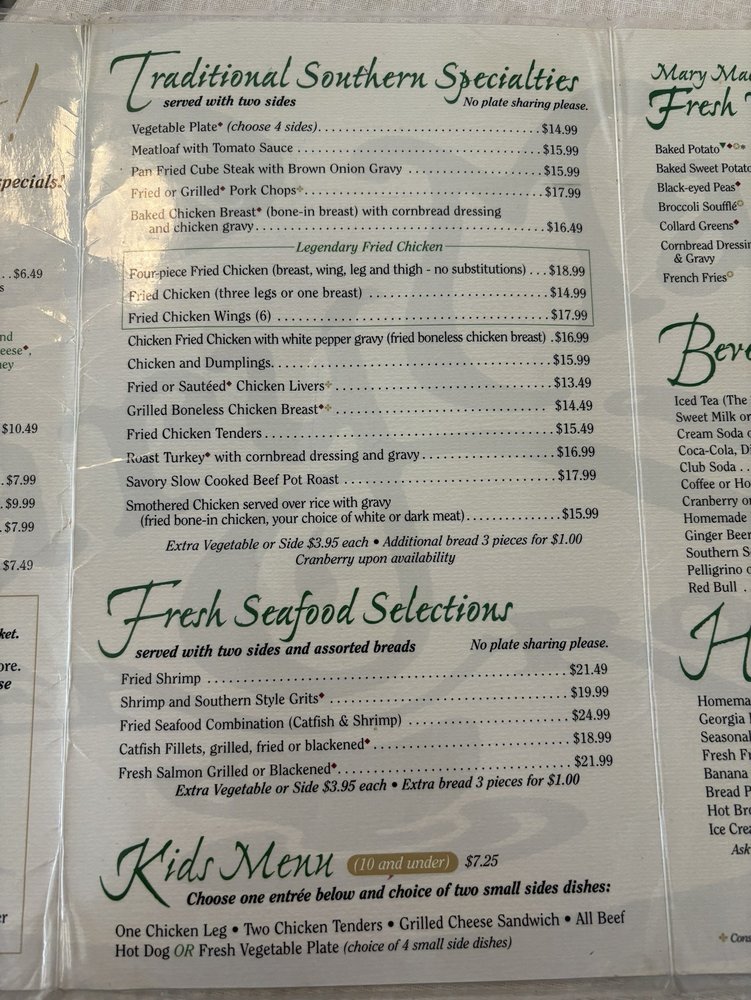 !
specials!
. . $6.49
s
nd
eese◆,
ney
$10.49
. $7.99
. $9.99
. $7.99
$7.49
ket.
ore.
se
er
Traditional Southern Specialties
served with two sides No plate sharing please.
Vegetable Plate◆ (choose 4 sides). . . . . $14.99
Meatloaf with Tomato Sauce . . . . . $15.99
Pan Fried Cube Steak with Brown Onion Gravy . . . . . $15.99
Fried or Grilled◆ Pork Chops✤. . . . . $17.99
Baked Chicken Breast◆ (bone-in breast) with cornbread dressing
and chicken gravy. . . . . $16.49
Legendary Fried Chicken
Four-piece Fried Chicken (breast, wing, leg and thigh - no substitutions) . . . $18.99
Fried Chicken (three legs or one breast) . . . . . $14.99
Fried Chicken Wings (6) . . . . . $17.99
Chicken Fried Chicken with white pepper gravy (fried boneless chicken breast) . $16.99
Chicken and Dumplings. . . . . $15.99
Fried or Sautéed◆ Chicken Livers✤ . . . . . $13.49
Grilled Boneless Chicken Breast◆✤ . . . . . $14.49
Fried Chicken Tenders . . . . . $15.49
Roast Turkey◆ with cornbread dressing and gravy. . . . . $16.99
Savory Slow Cooked Beef Pot Roast . . . . . $17.99
Smothered Chicken served over rice with gravy
(fried bone-in chicken, your choice of white or dark meat). . . . . $15.99
Extra Vegetable or Side $3.95 each • Additional bread 3 pieces for $1.00
Cranberry upon availability
Fresh Seafood Selections
served with two sides and assorted breads No plate sharing please.
Fried Shrimp . . . . . $21.49
Shrimp and Southern Style Grits◆ . . . . . $19.99
Fried Seafood Combination (Catfish & Shrimp) . . . . . $24.99
Catfish Fillets, grilled, fried or blackened◆ . . . . . $18.99
Fresh Salmon Grilled or Blackened◆. . . . . $21.99
Extra Vegetable or Side $3.95 each • Extra bread 3 pieces for $1.00
Kids Menu (10 and under) $7.25
Choose one entrée below and choice of two small sides dishes:
One Chicken Leg • Two Chicken Tenders • Grilled Cheese Sandwich • All Beef
Hot Dog OR Fresh Vegetable Plate (choice of 4 small side dishes)
Mary Mac
Fresh
Baked Potato
Baked Sweet Potato
Black-eyed Peas◆
Broccoli Soufflé
Collard Greens◆
Cornbread Dressin
& Gravy
French Fries
Beve
Iced Tea (The
Sweet Milk or
Cream Soda o
Coca-Cola, Di
Club Soda . .
Coffee or Ho
Cranberry o
Homemade
Ginger Beer
Southern S
Pellegrino o
Red Bull .
H
Homema
Georgia
Seasonal
Fresh Fr
Banana
Bread P
Hot Bro
Ice Crea
Ask
✤ Cons